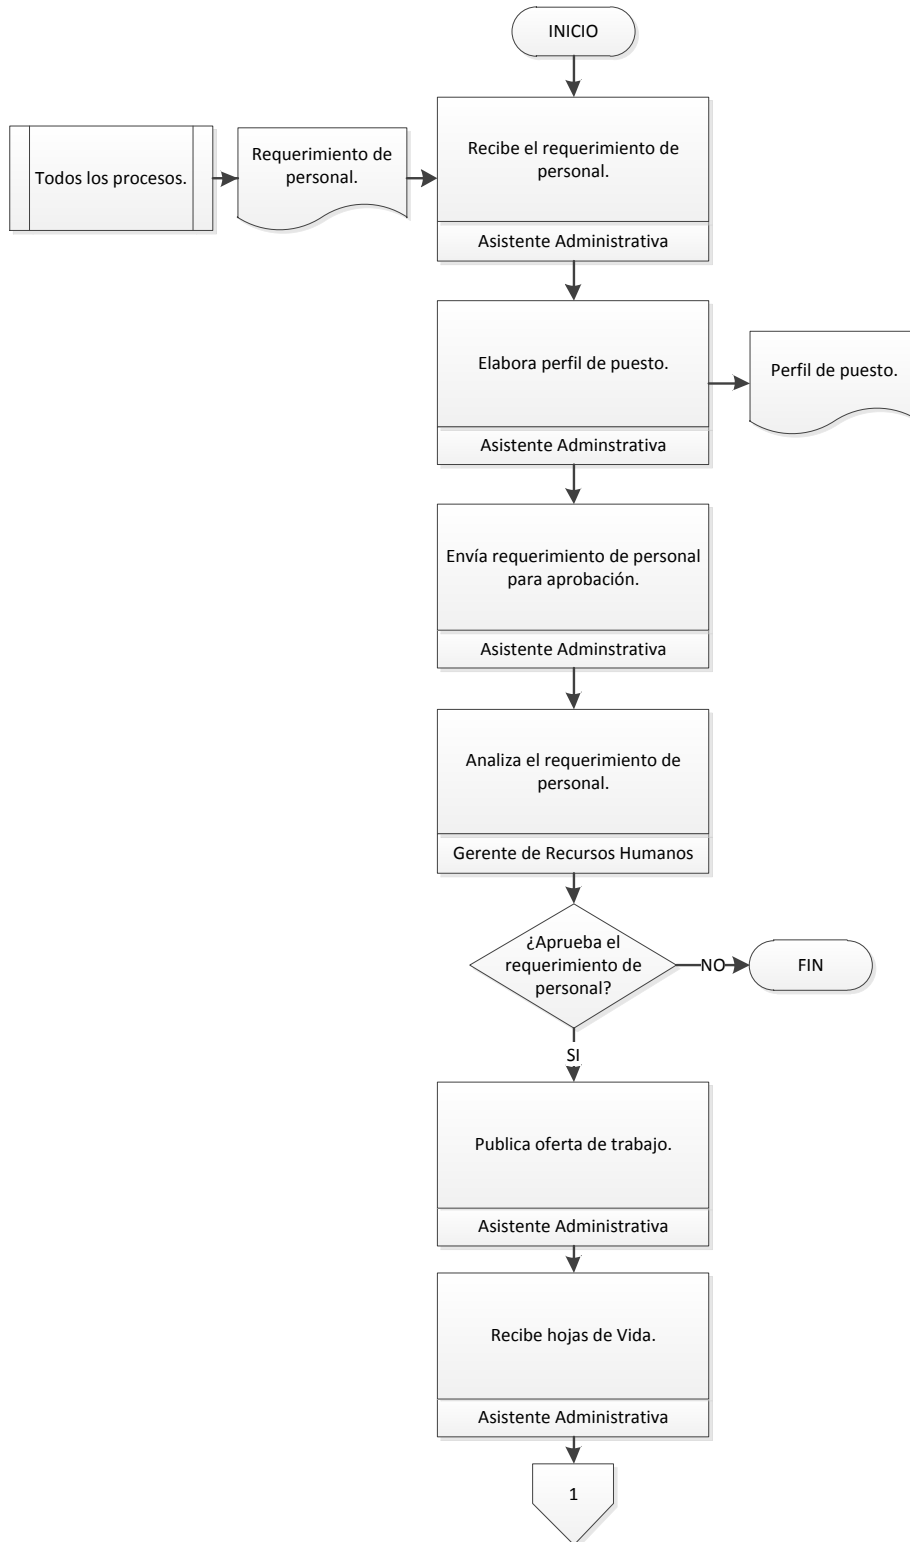 INICIO
Todos los procesos.
Requerimiento de
personal.
Recibe el requerimiento de
personal.
Asistente Administrativa
Elabora perfil de puesto.
Asistente Adminstrativa
Perfil de puesto.
Envía requerimiento de personal
para aprobación.
Asistente Adminstrativa
Analiza el requerimiento de
personal.
Gerente de Recursos Humanos
¿Aprueba el
requerimiento de
personal?
NO
FIN
SI
Publica oferta de trabajo.
Asistente Administrativa
Recibe hojas de Vida.
Asistente Administrativa
1